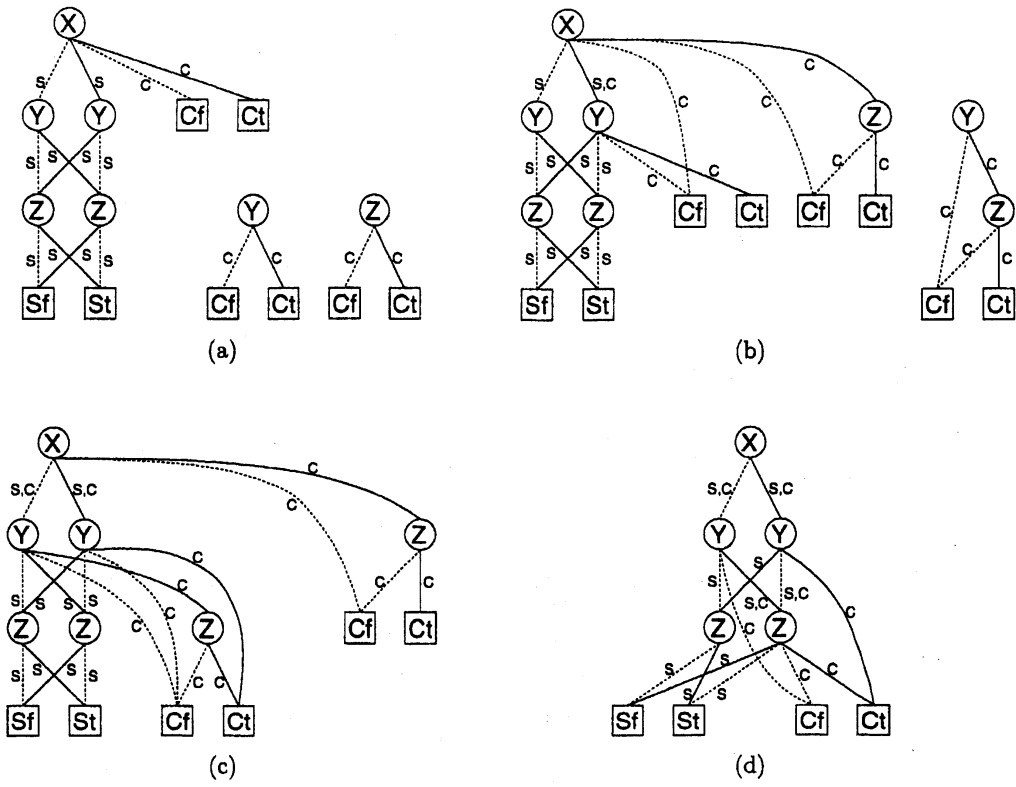 X
s s c c
Y Y Cf Ct
s s s s
Z Z Y Z
s s s s c c c c
Sf St Cf Ct Cf Ct
(a)
X
c
s s,c c c
Y Y Z Y
s s s s c c c c c
Z Z Cf Ct Cf Ct c Z
s s s s c c
Sf St Cf Ct
(b)
X
c
s,c s,c c
Y Y Z
c
s s s s c c c c c
Z Z Z Cf Ct
s s s s c c
Sf St Cf Ct
(c)
X
s,c s,c
Y Y
s s
s,c s,c c
Z c Z
s s s s c c
Sf St Cf Ct
(d)